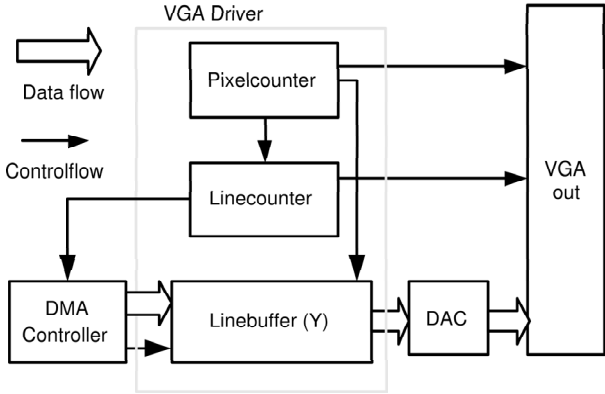 VGA Driver
Data flow
Controlflow
Pixelcounter
Linecounter
VGA
out
DMA
Controller
Linebuffer (Y)
DAC